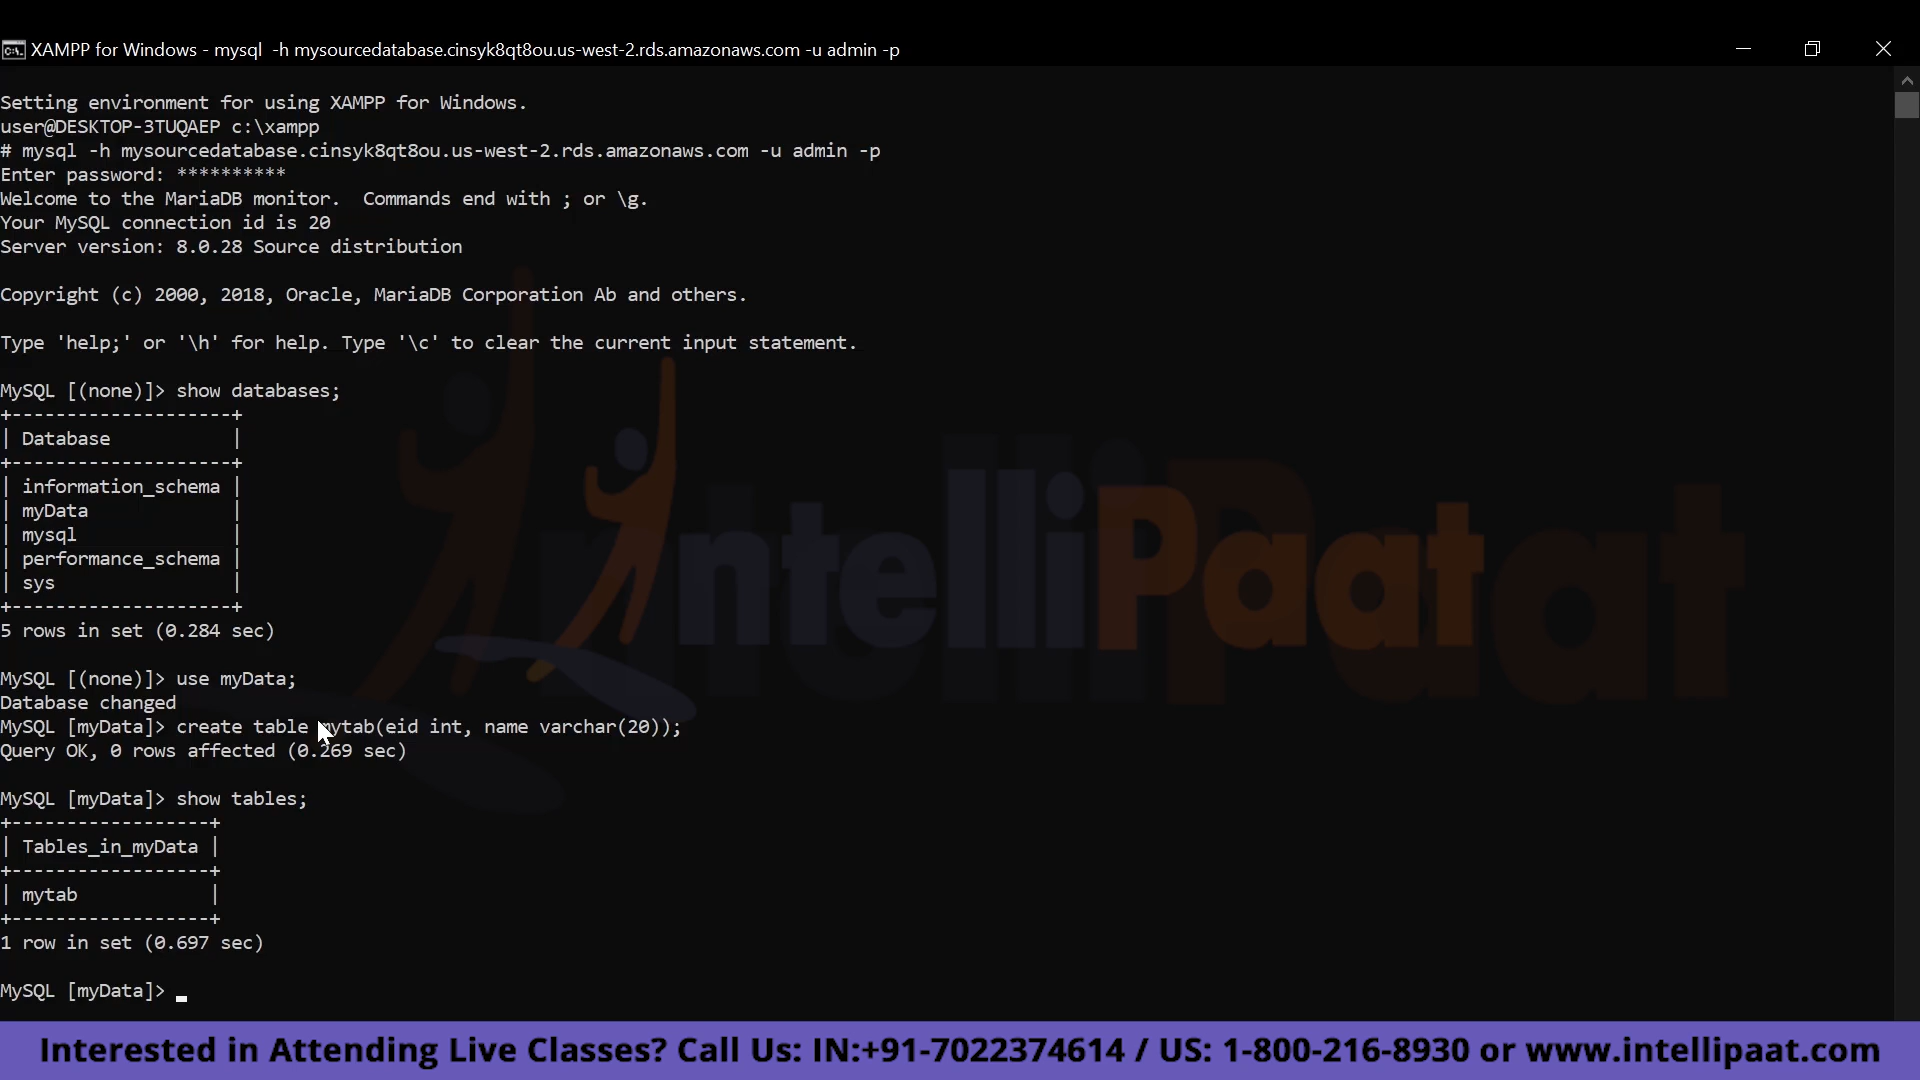 XAMPP for Windows - mysql  -h mysourcedatabase.cinsyk8qt8ou.us-west-2.rds.amazonaws.com -u admin -p
Setting environment for using XAMPP for Windows.
user@DESKTOP-3TUQAEP c:\xampp
# mysql -h mysourcedatabase.cinsyk8qt8ou.us-west-2.rds.amazonaws.com -u admin -p
Enter password: **********
Welcome to the MariaDB monitor.  Commands end with ; or \g.
Your MySQL connection id is 20
Server version: 8.0.28 Source distribution
Copyright (c) 2000, 2018, Oracle, MariaDB Corporation Ab and others.
Type 'help;' or '\h' for help. Type '\c' to clear the current input statement.
MySQL [(none)]> show databases;
+--------------------+
| Database           |
+--------------------+
| information_schema |
| myData             |
| mysql              |
| performance_schema |
| sys                |
+--------------------+
5 rows in set (0.284 sec)
MySQL [(none)]> use myData;
Database changed
MySQL [myData]> create table mytab(eid int, name varchar(20));
Query OK, 0 rows affected (0.269 sec)
MySQL [myData]> show tables;
+------------------+
| Tables_in_myData |
+------------------+
| mytab            |
+------------------+
1 row in set (0.697 sec)
MySQL [myData]>
intelliPaat
Interested in Attending Live Classes? Call Us: IN:+91-7022374614 / US: 1-800-216-8930 or www.intellipaat.com